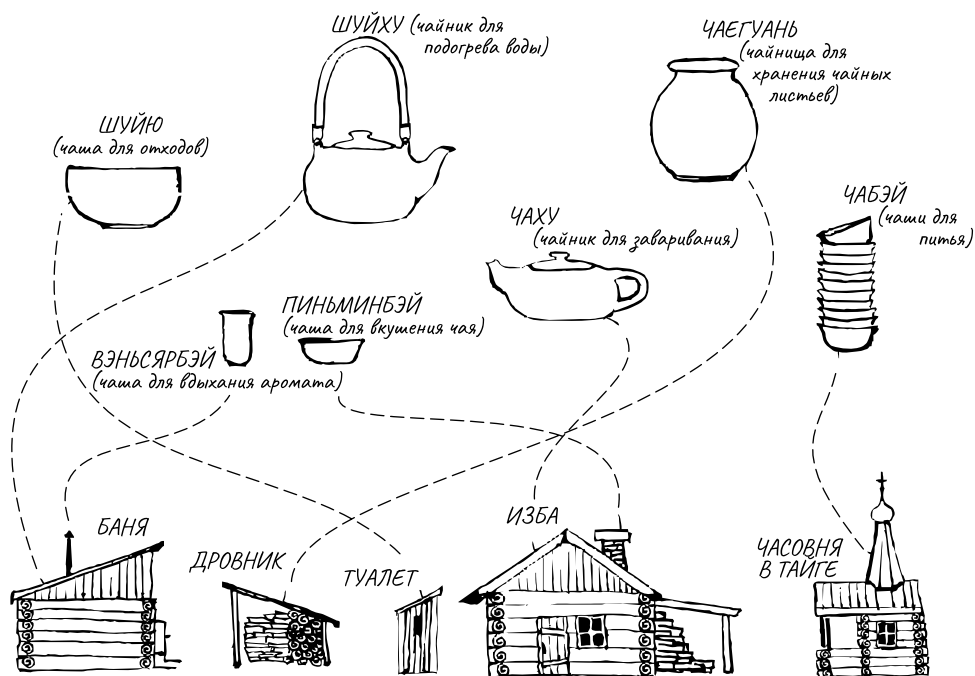 ШУЙХУ (чайник для
подогрева воды)
ЧАЕГУАНЬ
(чайница для
хранения чайных
листьев)
ШУЙЮ
(чаша для отходов)
ЧАБЭЙ
(чаши для
питья)
ЧАХУ
(чайник для заваривания)
ПИНЬМИНБЭЙ
(чаша для вкушения чая)
ВЭНЬСЯРБЭЙ
(чаша для вдыхания аромата)
БАНЯ
ДРОВНИК
ТУАЛЕТ
ИЗБА
ЧАСОВНЯ
В ТАЙГЕ